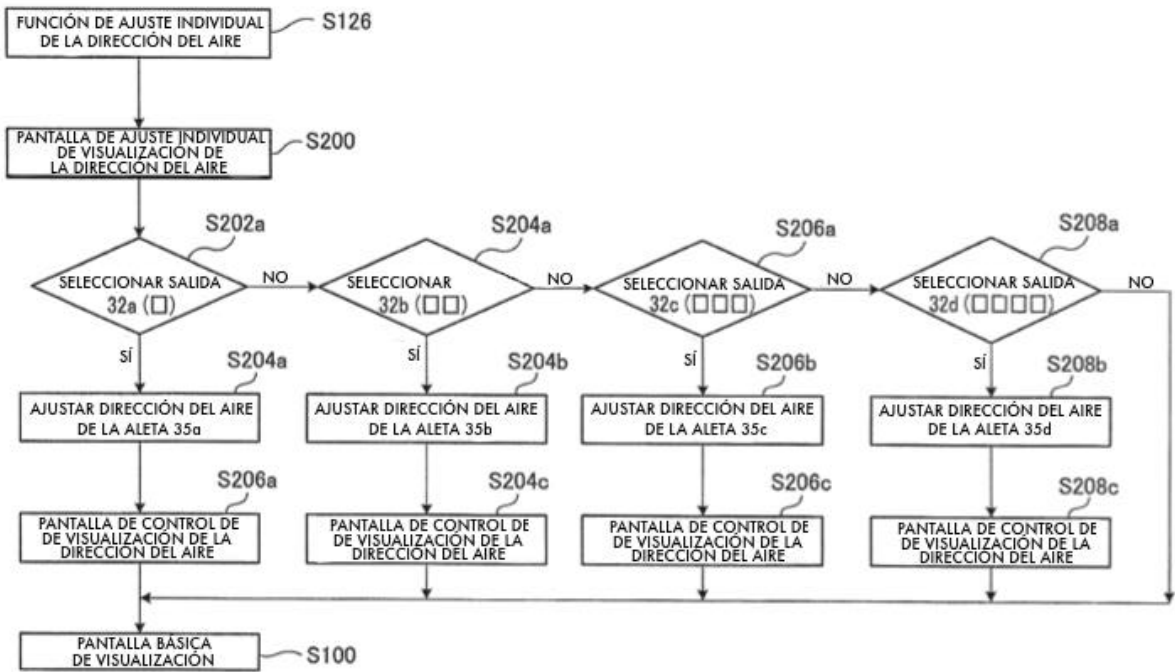 FUNCIÓN DE AJUSTE INDIVIDUAL
DE LA DIRECCIÓN DEL AIRE
S126
PANTALLA DE AJUSTE INDIVIDUAL
DE VISUALIZACIÓN DE
LA DIRECCIÓN DEL AIRE
S200
S202a
SELECCIONAR SALIDA
32a (□)
NO
SÍ
S204a
SELECCIONAR
32b (□□)
NO
SÍ
S206a
SELECCIONAR SALIDA
32c (□□□)
NO
SÍ
S208a
SELECCIONAR SALIDA
32d (□□□□)
NO
SÍ
S204a
AJUSTAR DIRECCIÓN DEL AIRE
DE LA ALETA 35a
S204b
AJUSTAR DIRECCIÓN DEL AIRE
DE LA ALETA 35b
S206b
AJUSTAR DIRECCIÓN DEL AIRE
DE LA ALETA 35c
S208b
AJUSTAR DIRECCIÓN DEL AIRE
DE LA ALETA 35d
S206a
PANTALLA DE CONTROL DE
DE VISUALIZACIÓN DE LA
DIRECCIÓN DEL AIRE
S204c
PANTALLA DE CONTROL DE
DE VISUALIZACIÓN DE LA
DIRECCIÓN DEL AIRE
S206c
PANTALLA DE CONTROL DE
DE VISUALIZACIÓN DE LA
DIRECCIÓN DEL AIRE
S208c
PANTALLA DE CONTROL DE
DE VISUALIZACIÓN DE LA
DIRECCIÓN DEL AIRE
PANTALLA BÁSICA
DE VISUALIZACIÓN
S100